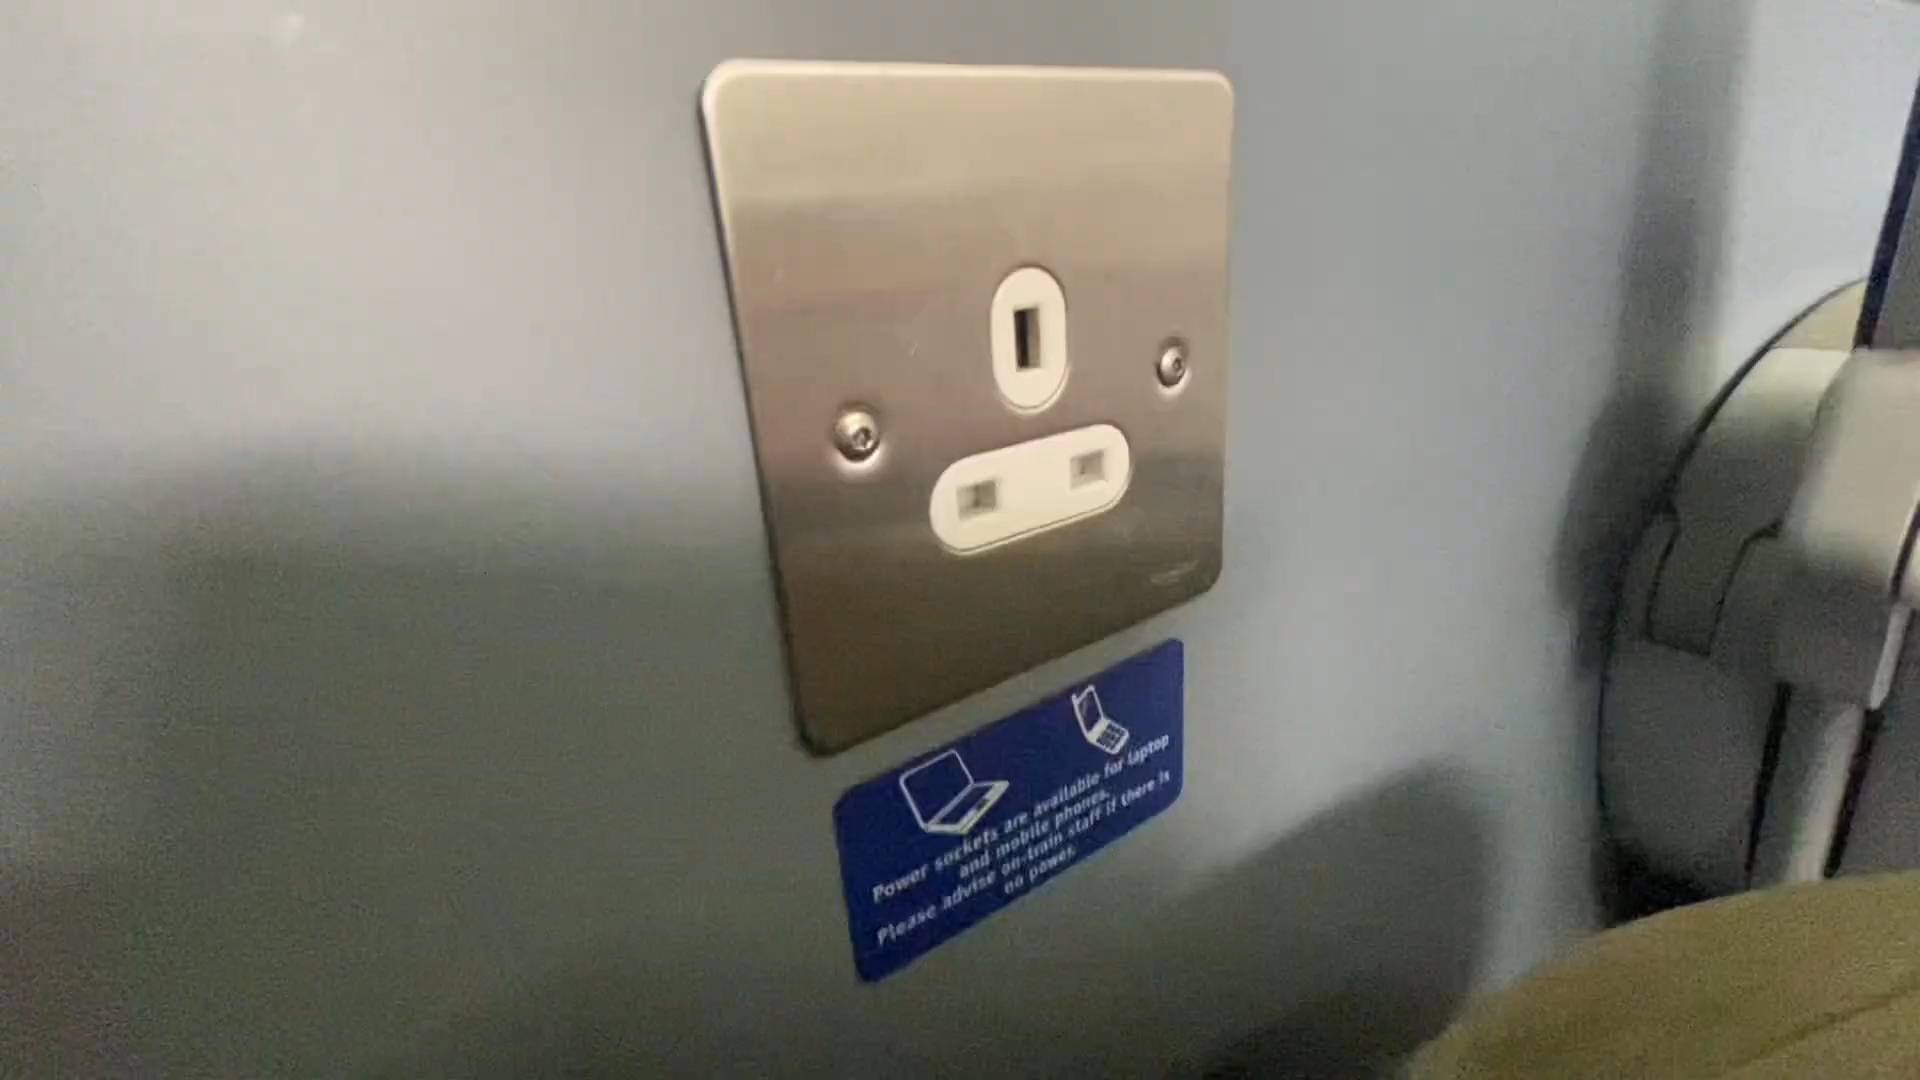 Power sockets are available for laptop
and mobile phones.
Please advise on-train staff if there is
no power.